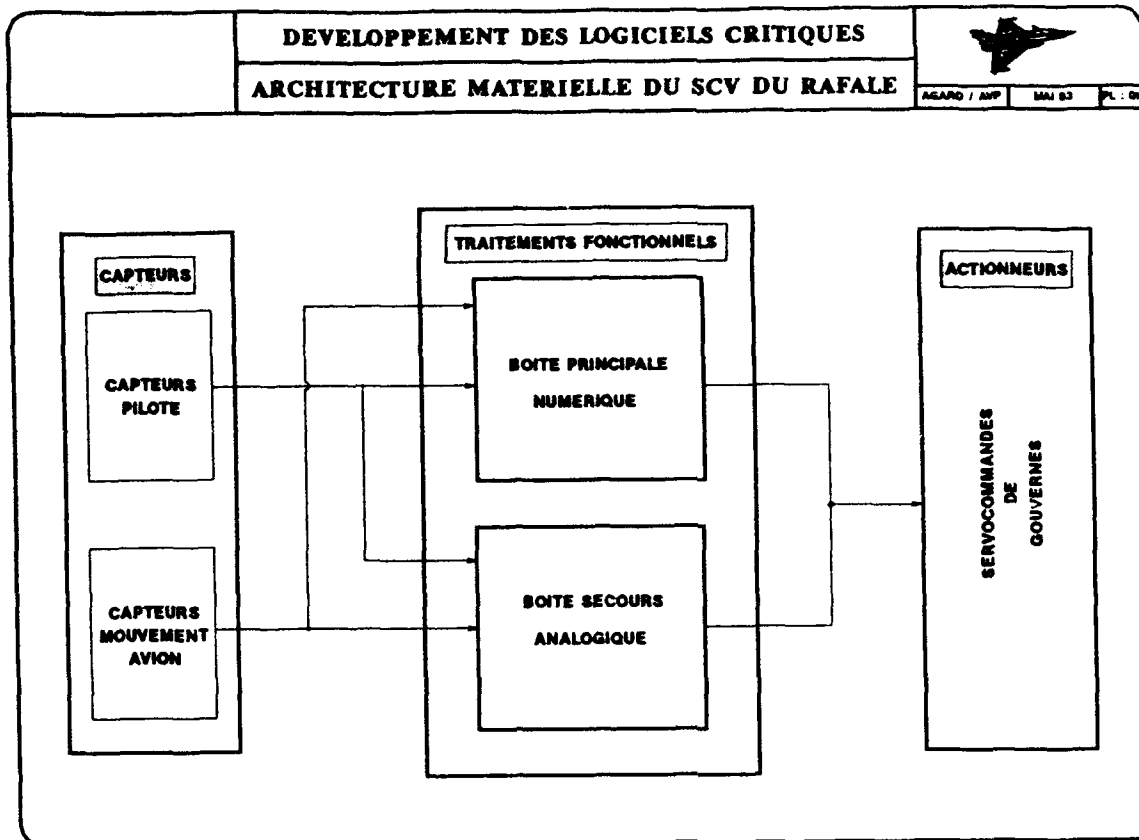 DEVELOPPEMENT DES LOGICIELS CRITIQUES
ARCHITECTURE MATERIELLE DU SCV DU RAFALE
AGARD / AVP
MAI 93
PL :
CAPTEURS
CAPTEURS
PILOTE
CAPTEURS
MOUVEMENT
AVION
TRAITEMENTS FONCTIONNELS
BOITE PRINCIPALE
NUMERIQUE
BOITE SECOURS
ANALOGIQUE
ACTIONNEURS
SERVOCOMMANDES
DE
GOUVERNES